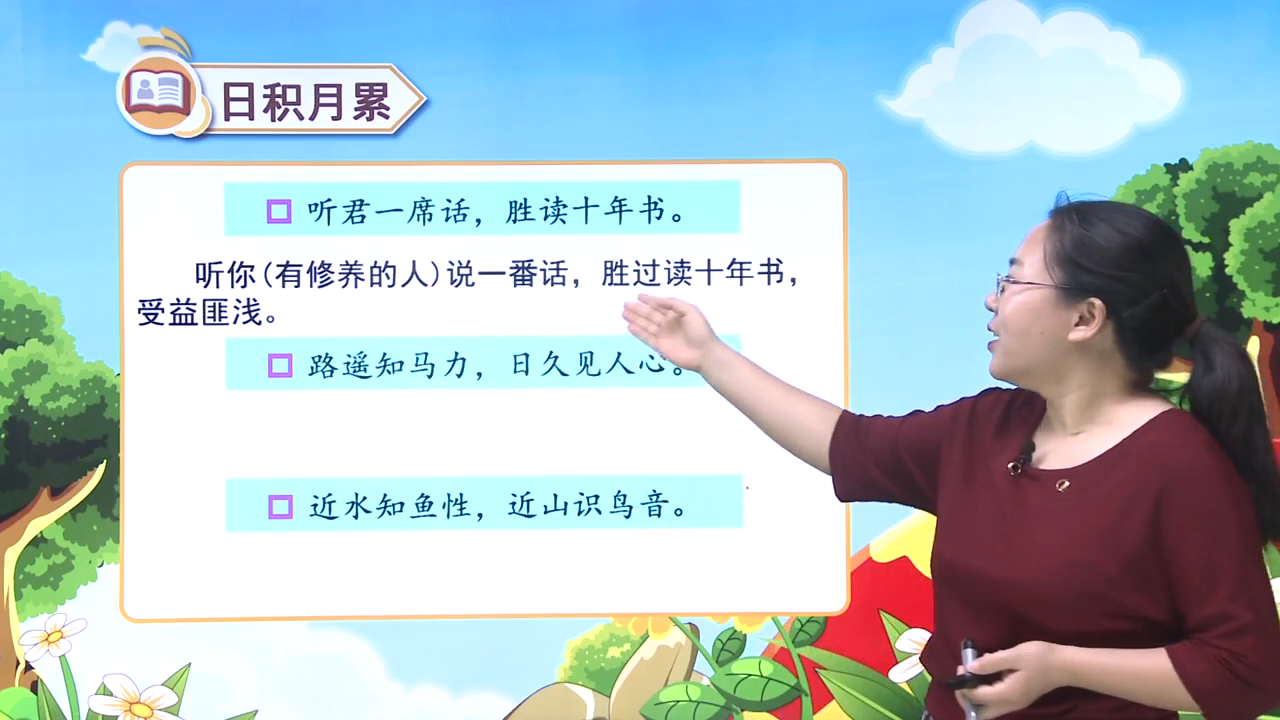 日积月累
听君一席话，胜读十年书。
听你(有修养的人)说一番话，胜过读十年书，
受益匪浅。
路遥知马力，日久见人心。
近水知鱼性，近山识鸟音。